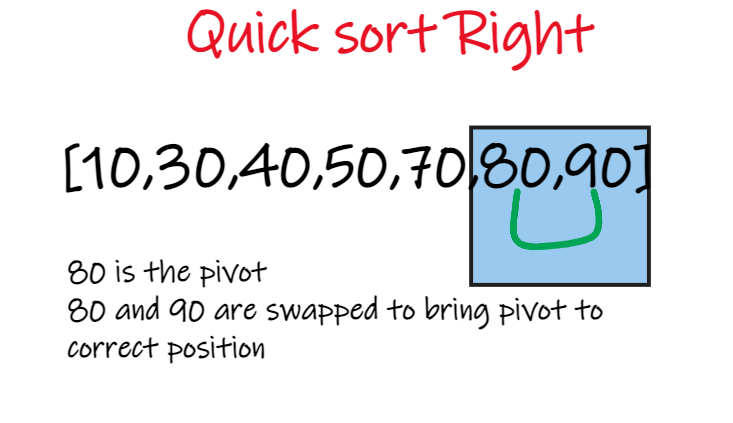 Quick sort Right
[10,30,40,50,70,80,90]
80 is the pivot
80 and 90 are swapped to bring pivot to
correct position